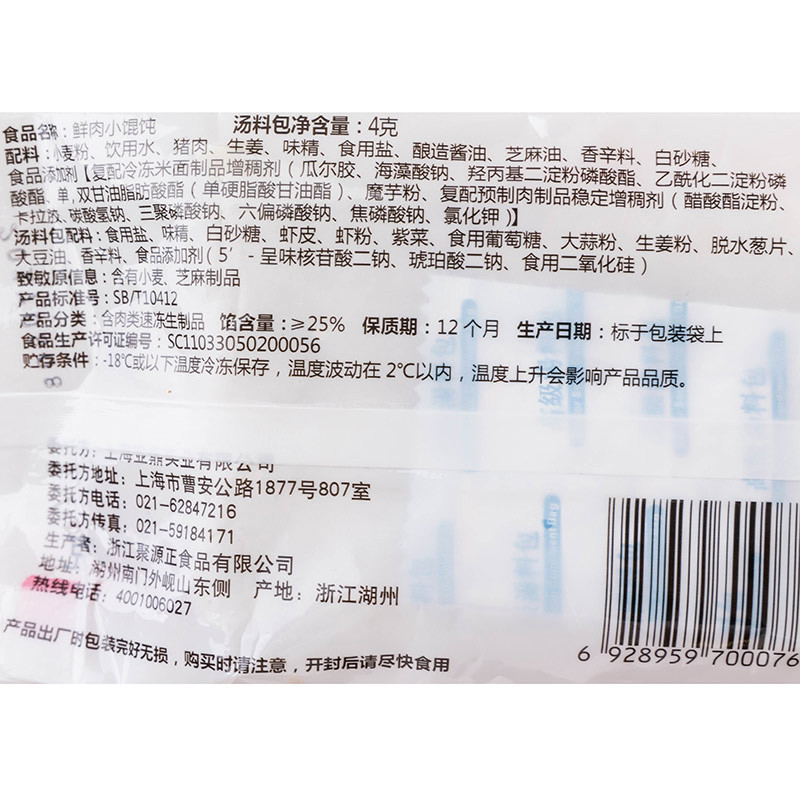 食品名称：鲜肉小馄饨 汤料包净含量：4克
配料：小麦粉、饮用水、猪肉、生姜、味精、食用盐、酿造酱油、芝麻油、香辛料、白砂糖、
食品添加剂【复配冷冻米面制品增稠剂（瓜尔胶、海藻酸钠、羟丙基二淀粉磷酸酯、乙酰化二淀粉磷
酸酯、单，双甘油脂肪酸酯（单硬脂酸甘油酯）、魔芋粉、复配预制肉制品稳定增稠剂（醋酸酯淀粉、
卡拉胶、碳酸氢钠、三聚磷酸钠、六偏磷酸钠、焦磷酸钠、氯化钾）】
汤料包配料：食用盐、味精、白砂糖、虾皮、虾粉、紫菜、食用葡萄糖、大蒜粉、生姜粉、脱水葱片、
大豆油、香辛料、食品添加剂（5′-呈味核苷酸二钠、琥珀酸二钠、食用二氧化硅）
致敏原信息：含有小麦、芝麻制品
产品标准号：SB/T10412
产品分类：含肉类速冻生制品 馅含量：≥25% 保质期：12个月 生产日期：标于包装袋上
食品生产许可证编号：SC11033050200056
贮存条件：-18℃或以下温度冷冻保存，温度波动在2℃以内，温度上升会影响产品品质。
委托方：上海亚鼎实业有限公司
委托方地址：上海市曹安公路1877号807室
委托方电话：021-62847216
委托方传真：021-59184171
生产者：浙江聚源正食品有限公司
地址：湖州南门外岘山东侧 产地：浙江湖州
热线电话：4001006027
产品出厂时包装完好无损，购买时请注意，开封后请尽快食用
6 928959 700076